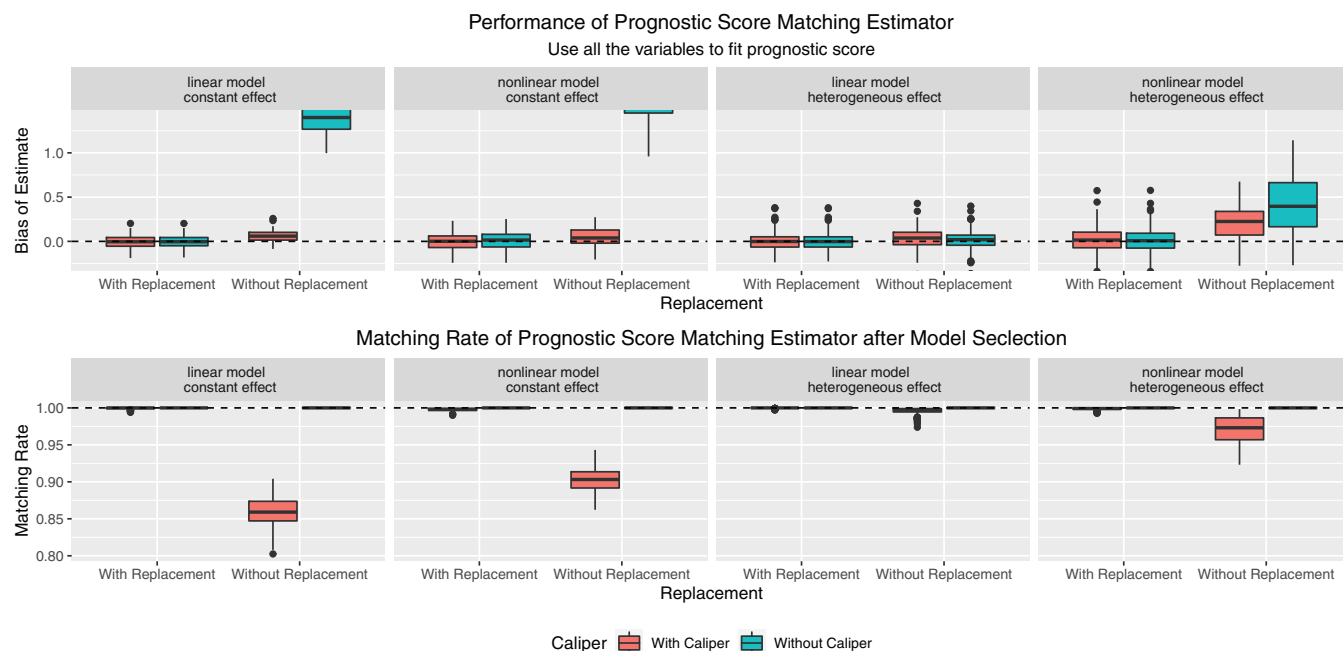 Performance of Prognostic Score Matching Estimator
Use all the variables to fit prognostic score
linear model
constant effect
nonlinear model
constant effect
linear model
heterogeneous effect
nonlinear model
heterogeneous effect
Bias of Estimate
1.0
0.5
0.0
With Replacement Without Replacement
With Replacement Without Replacement
With Replacement Without Replacement
With Replacement Without Replacement
Replacement
Matching Rate of Prognostic Score Matching Estimator after Model Seclection
linear model
constant effect
nonlinear model
constant effect
linear model
heterogeneous effect
nonlinear model
heterogeneous effect
Matching Rate
1.00
0.95
0.90
0.85
0.80
With Replacement Without Replacement
With Replacement Without Replacement
With Replacement Without Replacement
With Replacement Without Replacement
Replacement
Caliper With Caliper Without Caliper